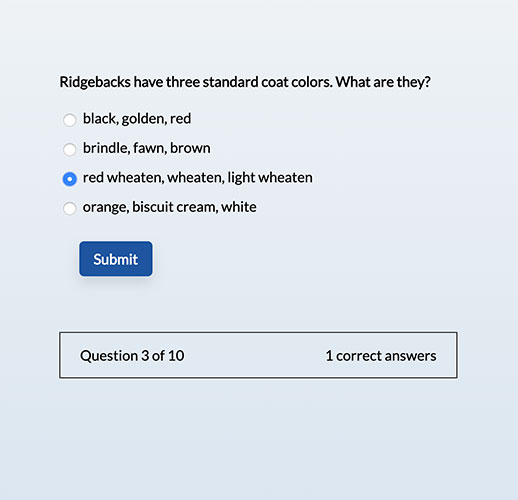 Ridgebacks have three standard coat colors. What are they?
black, golden, red
brindle, fawn, brown
red wheaten, wheaten, light wheaten
orange, biscuit cream, white
Submit
Question 3 of 10 1 correct answers